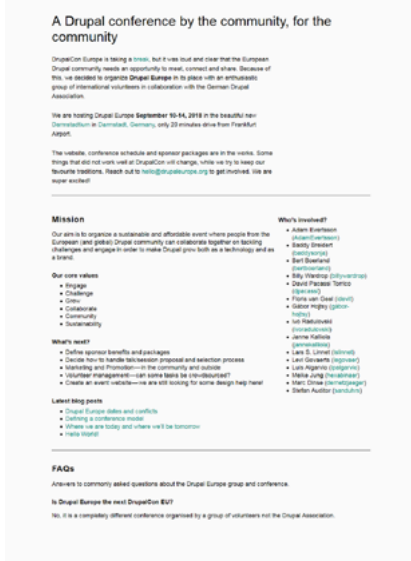 A Drupal conference by the community, for the
community
DrupalCon Europe is taking a break, but it was loud and clear that the European
Drupal community needs an opportunity to meet, connect and share. Because of
this, we decided to organize Drupal Europe in its place with an enthusiastic
group of international volunteers in collaboration with the German Drupal
Association.
We are hosting Drupal Europe September 10-14, 2018 in the beautiful new
Darmstadtium in Darmstadt, Germany, only 20 minutes drive from Frankfurt
Airport.
The website, conference schedule and sponsor packages are in the works. Some
things that did not work well at DrupalCon will change, while we try to keep our
favourite traditions. Reach out to hello@drupaleurope.org to get involved. We are
super excited!
Mission
Our aim is to organize a sustainable and affordable event where people from the
European (and global) Drupal community can collaborate together on tackling
challenges and engage in order to make Drupal grow both as a technology and as
a brand.
Our core values
Engage
Challenge
Grow
Collaborate
Community
Sustainability
What's next?
Define sponsor benefits and packages
Decide how to handle talk/session proposal and selection process
Marketing and Promotion—in the community and outside
Volunteer management—can some tasks be crowdsourced?
Create an event website—we are still looking for some design help here!
Latest blog posts
Drupal Europe dates and conflicts
Defining a conference model
Where we are today and where we'll be tomorrow
Hello World!
Who's involved?
Adam Evertsson
(AdamEvertsson)
Baddy Breidert
(baddysonja)
Bert Boerland
(bertboerland)
Billy Wardrop (billywardrop)
David Pacassi Torrico
Floris van Geel (idevit)
Gábor Hojtsy (gábor-
hojtsy)
Ivo Radulovski
(ivoradulovski)
Janne Kalliola
(jannekalliola)
Lars S. Linnet
Levi Govaerts (legovaer)
Luis Algarvio
Meike Jung (hexabinaer)
Marc Dinse (dernetzjaeger)
Stefan Auditor (sanduhrs)
FAQs
Answers to commonly asked questions about the Drupal Europe group and conference.
Is Drupal Europe the next DrupalCon EU?
No, it is a completely different conference organised by a group of volunteers not the Drupal Association.